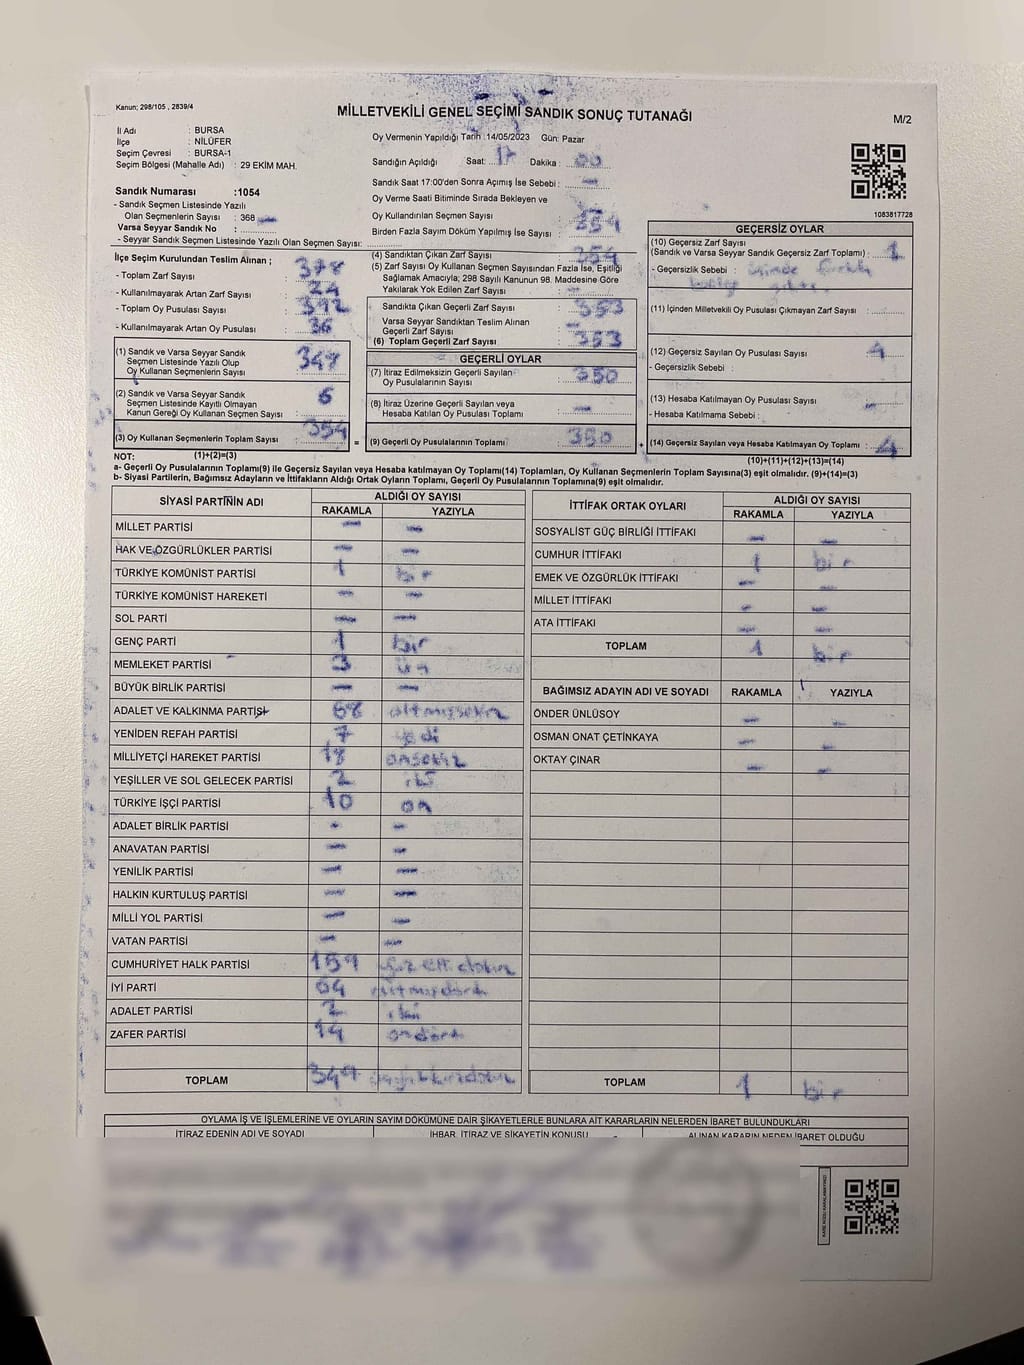 Kanun: 298/105 , 2839/4
MİLLETVEKİLİ GENEL SEÇİMİ SANDIK SONUÇ TUTANAĞI
M/2
İl Adı : BURSA
İlçe : NİLÜFER
Seçim Çevresi : BURSA-1
Seçim Bölgesi (Mahalle Adı) : 29 EKİM MAH.
Sandık Numarası :1054
- Sandık Seçmen Listesinde Yazılı
Olan Seçmenlerin Sayısı : 368
Varsa Seyyar Sandık No :
- Seyyar Sandık Seçmen Listesinde Yazılı Olan Seçmen Sayısı:
Oy Vermenin Yapıldığı Tarih :14/05/2023 Gün: Pazar
Sandığın Açıldığı Saat: 17 Dakika : 00
Sandık Saat 17:00'den Sonra Açımış İse Sebebi : -
Oy Verme Saati Bitiminde Sırada Bekleyen ve
Oy Kullandırılan Seçmen Sayısı : 354
Birden Fazla Sayım Döküm Yapılmış İse Sayısı :
1083817728
İlçe Seçim Kurulundan Teslim Alınan ;
- Toplam Zarf Sayısı : 378
- Kullanılmayarak Artan Zarf Sayısı : 24
- Toplam Oy Pusulası Sayısı :
- Kullanılmayarak Artan Oy Pusulası : 36
(1) Sandık ve Varsa Seyyar Sandık
Seçmen Listesinde Yazılı Olup
Oy Kullanan Seçmenlerin Sayısı :
(2) Sandık ve Varsa Seyyar Sandık
Seçmen Listesinde Kayıtlı Olmayan
Kanun Gereği Oy Kullanan Seçmen Sayısı : 6
(3) Oy Kullanan Seçmenlerin Toplam Sayısı : 354
(4) Sandıktan Çıkan Zarf Sayısı : 354
(5) Zarf Sayısı Oy Kullanan Seçmen Sayısından Fazla İse, Eşitliği
Sağlamak Amacıyla; 298 Sayılı Kanunun 98. Maddesine Göre
Yakılarak Yok Edilen Zarf Sayısı : -
Sandıkta Çıkan Geçerli Zarf Sayısı : 353
Varsa Seyyar Sandıktan Teslim Alınan
Geçerli Zarf Sayısı : -
(6) Toplam Geçerli Zarf Sayısı : 353
GEÇERLİ OYLAR
(7) İtiraz Edilmeksizin Geçerli Sayılan
Oy Pusulalarının Sayısı : 350
(8) İtiraz Üzerine Geçerli Sayılan veya
Hesaba Katılan Oy Pusulası Toplamı : -
= (9) Geçerli Oy Pusulalarının Toplamı : 350
GEÇERSİZ OYLAR
(10) Geçersiz Zarf Sayısı
(Sandık ve Varsa Seyyar Sandık Geçersiz Zarf Toplamı) : 1
- Geçersizlik Sebebi : içinde
(11) İçinden Milletvekili Oy Pusulası Çıkmayan Zarf Sayısı :
(12) Geçersiz Sayılan Oy Pusulası Sayısı :
- Geçersizlik Sebebi :
(13) Hesaba Katılmayan Oy Pusulası Sayısı : -
- Hesaba Katılmama Sebebi :
+ (14) Geçersiz Sayılan veya Hesaba Katılmayan Oy Toplamı : 4
NOT: (1)+(2)=(3)
(10)+(11)+(12)+(13)=(14)
a- Geçerli Oy Pusulalarının Toplamı(9) ile Geçersiz Sayılan veya Hesaba katılmayan Oy Toplamı(14) Toplamları, Oy Kullanan Seçmenlerin Toplam Sayısına(3) eşit olmalıdır. (9)+(14)=(3)
b- Siyasi Partilerin, Bağımsız Adayların ve İttifakların Aldığı Ortak Oyların Toplamı, Geçerli Oy Pusulalarının Toplamına(9) eşit olmalıdır.
SİYASİ PARTİNİN ADI ALDIĞI OY SAYISI
RAKAMLA YAZIYLA
MİLLET PARTİSİ - -
HAK VE ÖZGÜRLÜKLER PARTİSİ - -
TÜRKİYE KOMÜNİST PARTİSİ 1 bir
TÜRKİYE KOMÜNİST HAREKETİ - -
SOL PARTİ - -
GENÇ PARTİ 1 bir
MEMLEKET PARTİSİ 3 üç
BÜYÜK BİRLİK PARTİSİ - -
ADALET VE KALKINMA PARTİSİ 68 altmışsekiz
YENİDEN REFAH PARTİSİ 7 yedi
MİLLİYETÇİ HAREKET PARTİSİ 18 onsekiz
YEŞİLLER VE SOL GELECEK PARTİSİ 2 iki
TÜRKİYE İŞÇİ PARTİSİ 10 on
ADALET BİRLİK PARTİSİ - -
ANAVATAN PARTİSİ - -
YENİLİK PARTİSİ - -
HALKIN KURTULUŞ PARTİSİ - -
MİLLİ YOL PARTİSİ - -
VATAN PARTİSİ - -
CUMHURİYET HALK PARTİSİ 159 yüz elli dokuz
İYİ PARTİ 64 altmışdört
ADALET PARTİSİ 2 iki
ZAFER PARTİSİ 14 ondört
TOPLAM 349
İTTİFAK ORTAK OYLARI ALDIĞI OY SAYISI
RAKAMLA YAZIYLA
SOSYALİST GÜÇ BİRLİĞİ İTTİFAKI - -
CUMHUR İTTİFAKI 1 bir
EMEK VE ÖZGÜRLÜK İTTİFAKI - -
MİLLET İTTİFAKI - -
ATA İTTİFAKI - -
TOPLAM 1 bir
BAĞIMSIZ ADAYIN ADI VE SOYADI RAKAMLA YAZIYLA
ÖNDER ÜNLÜSOY - -
OSMAN ONAT ÇETİNKAYA - -
OKTAY ÇINAR - -
TOPLAM 1 bir
OYLAMA İŞ VE İŞLEMLERİNE VE OYLARIN SAYIM DÖKÜMÜNE DAİR ŞİKAYETLERLE BUNLARA AİT KARARLARIN NELERDEN İBARET BULUNDUKLARI
İTİRAZ EDENİN ADI VE SOYADI İHBAR, İTİRAZ VE ŞİKAYETİN KONUSU ALINAN KARARIN NEDEN İBARET OLDUĞU